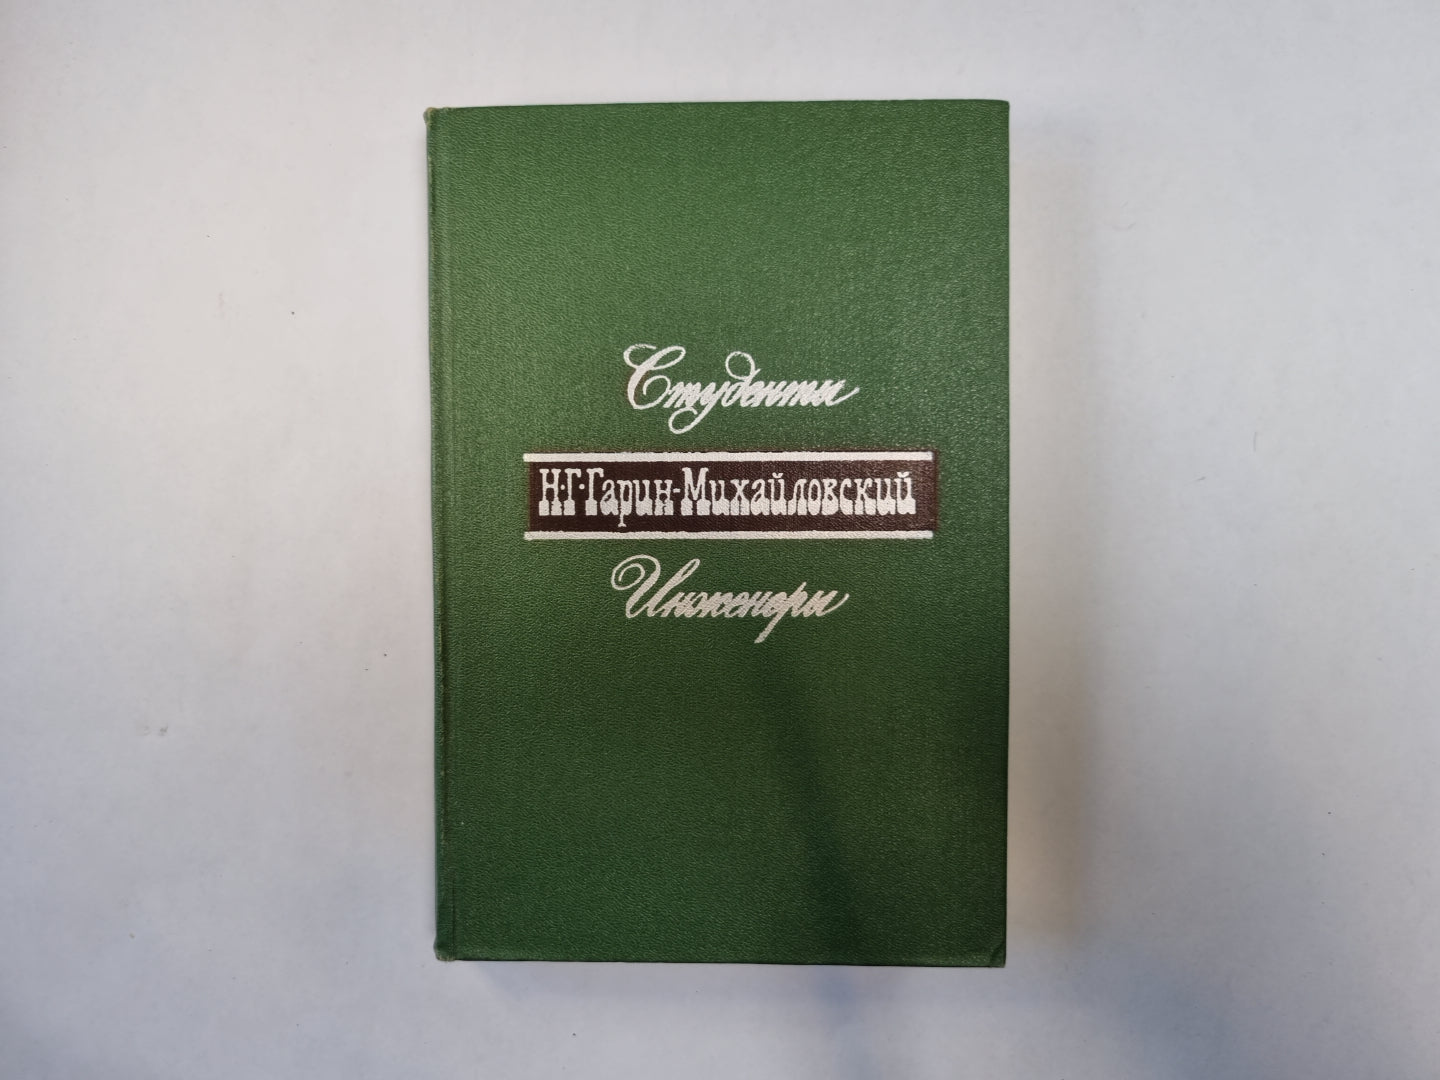 Студенты
Н·Г·Гарин-Михайловский
Инженеры